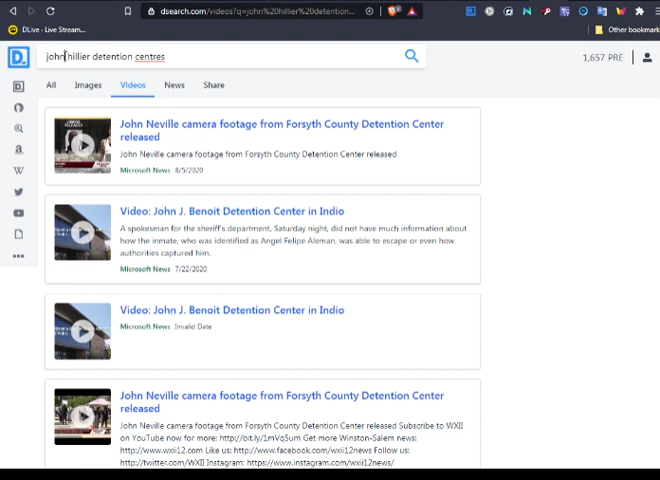 dsearch.com/videos?q=john%20hillier%20detention...
DLive - Live Stream...
Other bookmark
D.
john hillier detention centres
1,657 PRE
All Images Videos News Share
John Neville camera footage from Forsyth County Detention Center
released
John Neville camera footage from Forsyth County Detention Center released
Microsoft News 8/5/2020
Video: John J. Benoit Detention Center in Indio
A spokesman for the sheriff's department, Saturday night, did not have much information about
how the inmate, who was identified as Angel Felipe Aleman, was able to escape or even how
authorities captured him.
Microsoft News 7/22/2020
Video: John J. Benoit Detention Center in Indio
Microsoft News Invalid Date
John Neville camera footage from Forsyth County Detention Center
released
John Neville camera footage from Forsyth County Detention Center released Subscribe to WXII
on YouTube now for more: http://bit.ly/1mVq5um Get more Winston-Salem news:
http://www.wxii12.com Like us: http://www.facebook.com/wxii12news Follow us:
http://twitter.com/WXII Instagram: https://www.instagram.com/wxii12news/